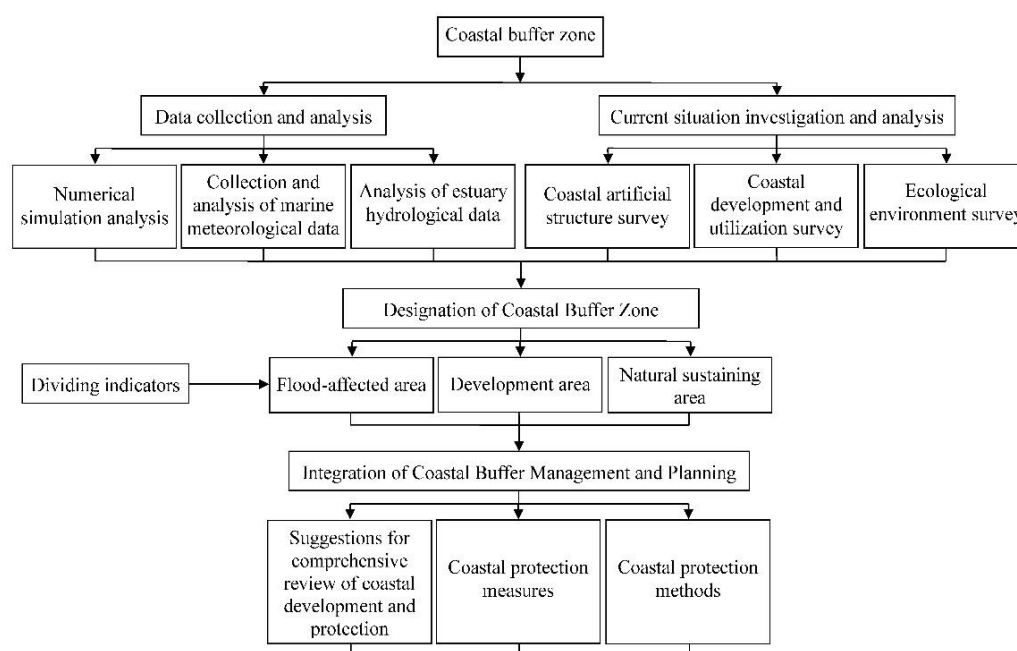 Coastal buffer zone
Data collection and analysis
Current situation investigation and analysis
Numerical
simulation analysis
Collection and
analysis of marine
meteorological data
Analysis of estuary
hydrological data
Coastal artificial
structure survey
Coastal
development and
utilization survey
Ecological
environment survey
Designation of Coastal Buffer Zone
Dividing indicators
Flood-affected area
Development area
Natural sustaining
area
Integration of Coastal Buffer Management and Planning
Suggestions for
comprehensive
review of coastal
development and
protection
Coastal protection
measures
Coastal protection
methods